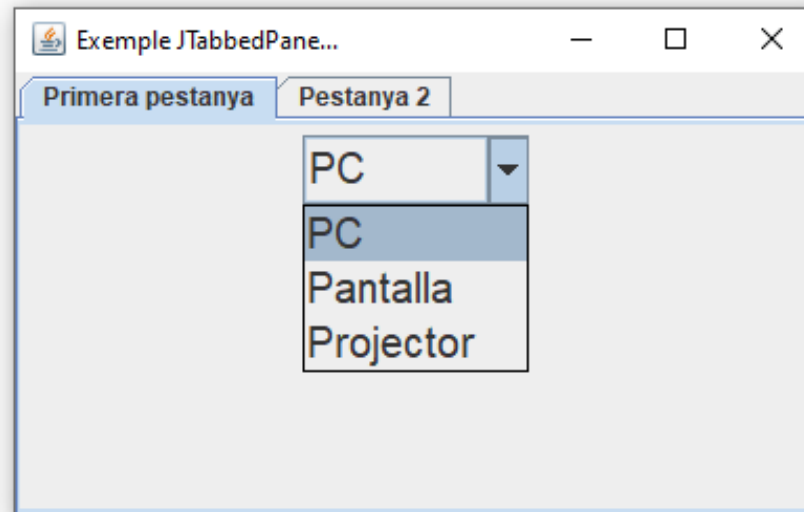 Exemple JTabbedPane...
Primera pestanya Pestanya 2
PC
PC
Pantalla
Projector